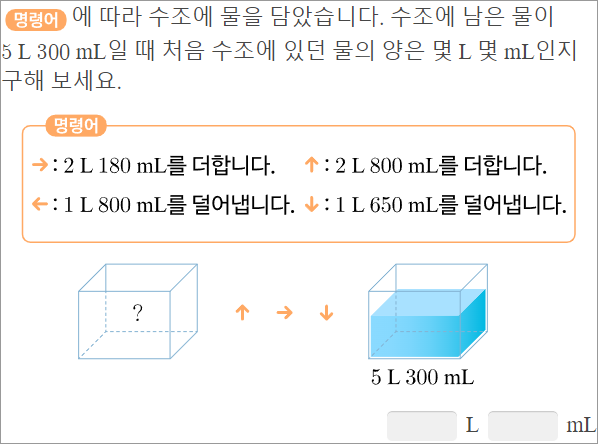 명령어 에 따라 수조에 물을 담았습니다. 수조에 남은 물이
5 L 300 mL일 때 처음 수조에 있던 물의 양은 몇 L 몇 mL인지
구해 보세요.
명령어
→ : 2 L 180 mL를 더합니다. ↑ : 2 L 800 mL를 더합니다.
← : 1 L 800 mL를 덜어냅니다. ↓ : 1 L 650 mL를 덜어냅니다.
? ↑ → ↓
5 L 300 mL
L mL